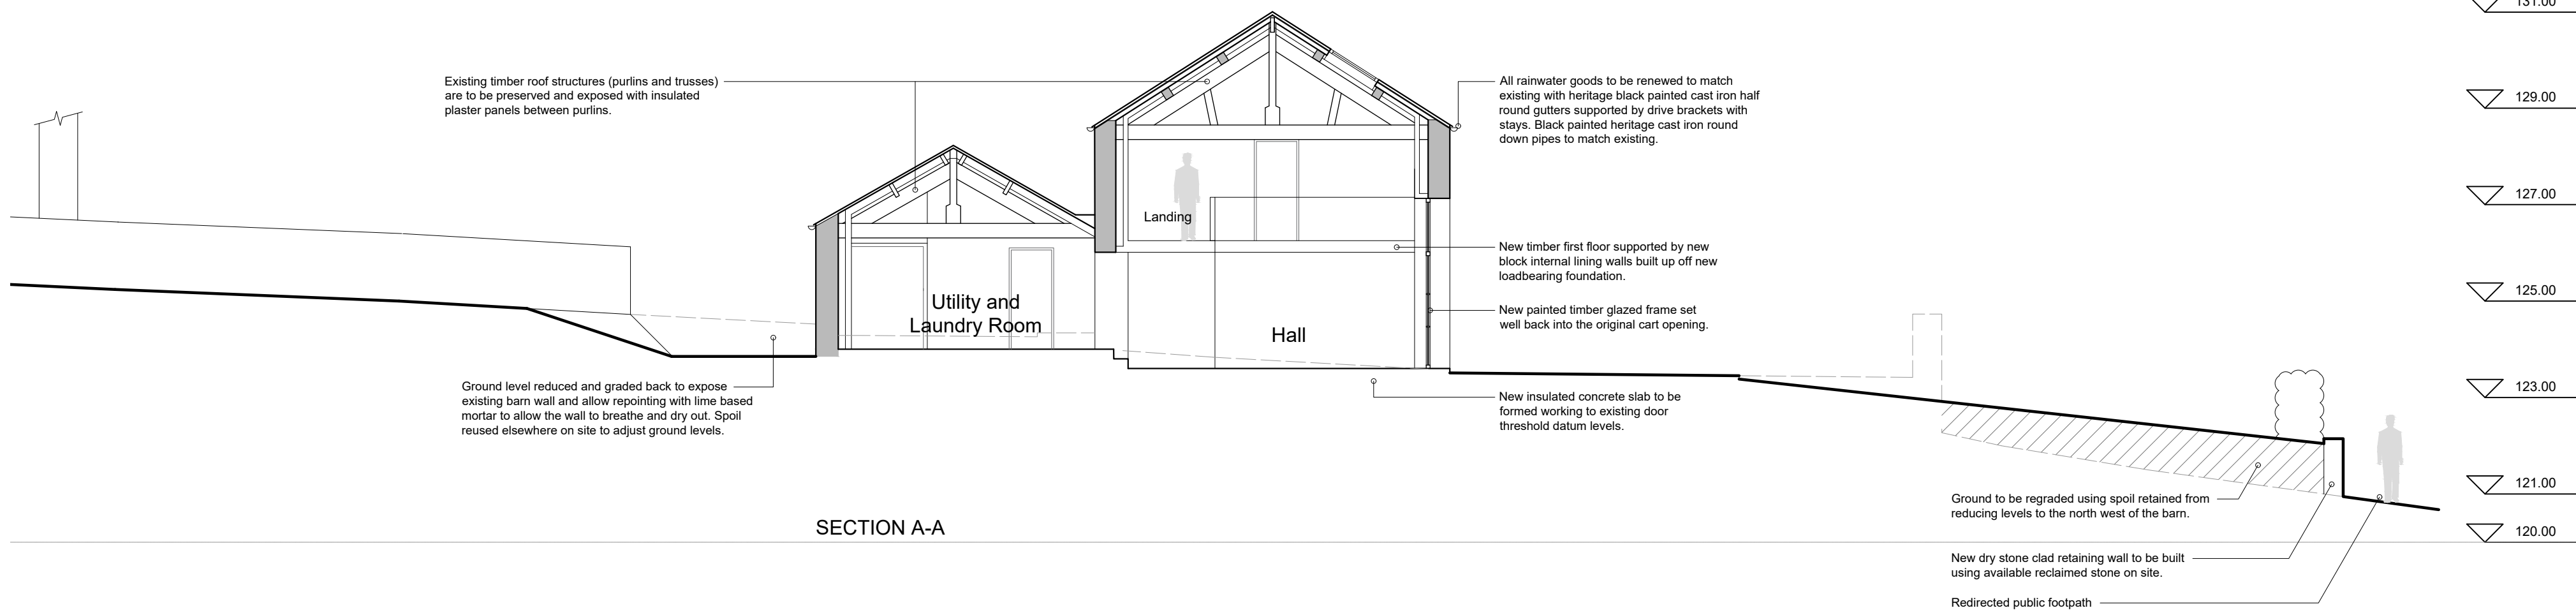 131.00
Existing timber roof structures (purlins and trusses)
are to be preserved and exposed with insulated
plaster panels between purlins.
All rainwater goods to be renewed to match
existing with heritage black painted cast iron half
round gutters supported by drive brackets with
stays. Black painted heritage cast iron round
down pipes to match existing.
129.00
127.00
Landing
New timber first floor supported by new
block internal lining walls built up off new
loadbearing foundation.
125.00
Utility and
Laundry Room
Hall
New painted timber glazed frame set
well back into the original cart opening.
Ground level reduced and graded back to expose
existing barn wall and allow repointing with lime based
mortar to allow the wall to breathe and dry out. Spoil
reused elsewhere on site to adjust ground levels.
New insulated concrete slab to be
formed working to existing door
threshold datum levels.
123.00
121.00
Ground to be regraded using spoil retained from
reducing levels to the north west of the barn.
SECTION A-A
120.00
New dry stone clad retaining wall to be built
using available reclaimed stone on site.
Redirected public footpath